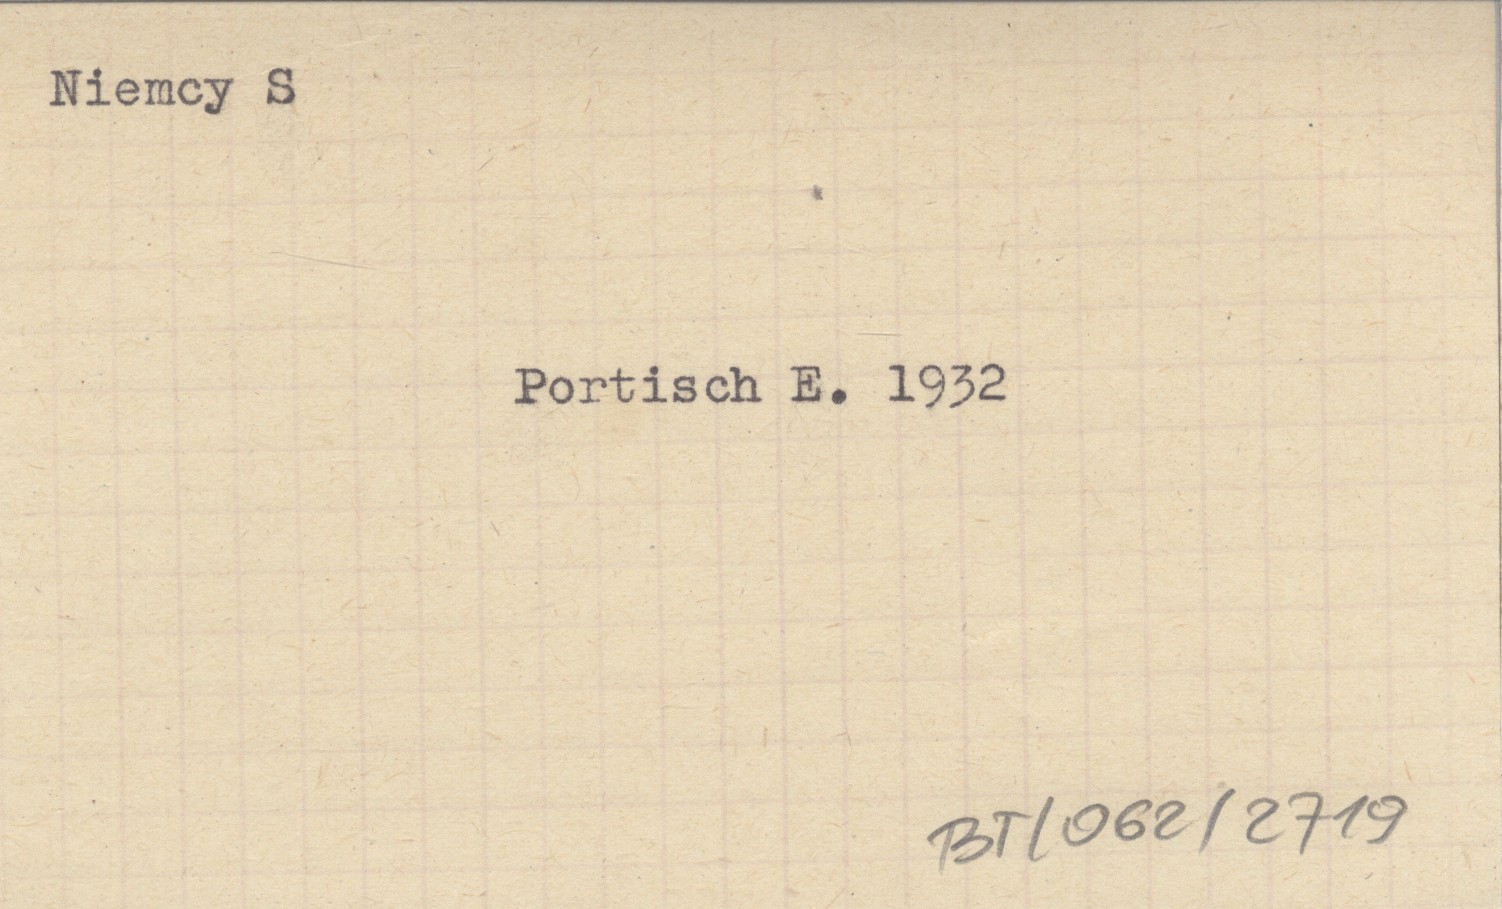 Niemcy S
Portisch E. 1932
BT/062/2719